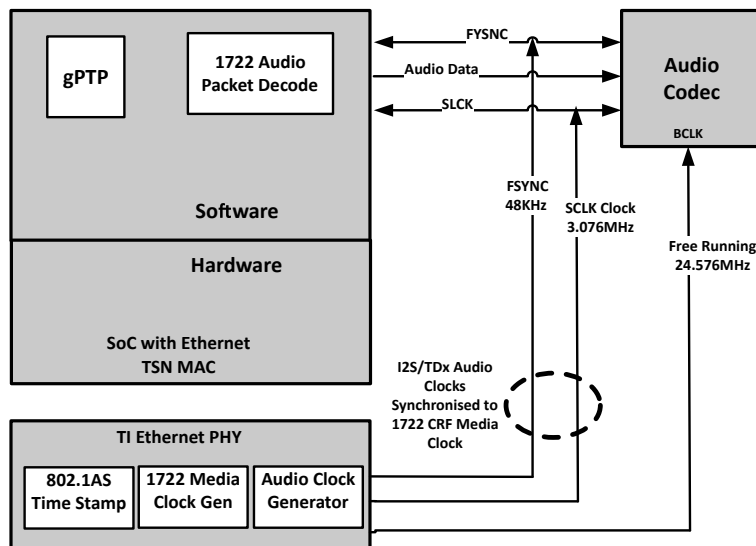 gPTP
1722 Audio
Packet Decode
Software
Hardware
SoC with Ethernet
TSN MAC
FYSNC
Audio Data
SLCK
Audio
Codec
BCLK
FSYNC
48KHz
SCLK Clock
3.076MHz
Free Running
24.576MHz
I2S/TDx Audio
Clocks
Synchronised to
1722 CRF Media
Clock
TI Ethernet PHY
802.1AS
Time Stamp
1722 Media
Clock Gen
Audio Clock
Generator